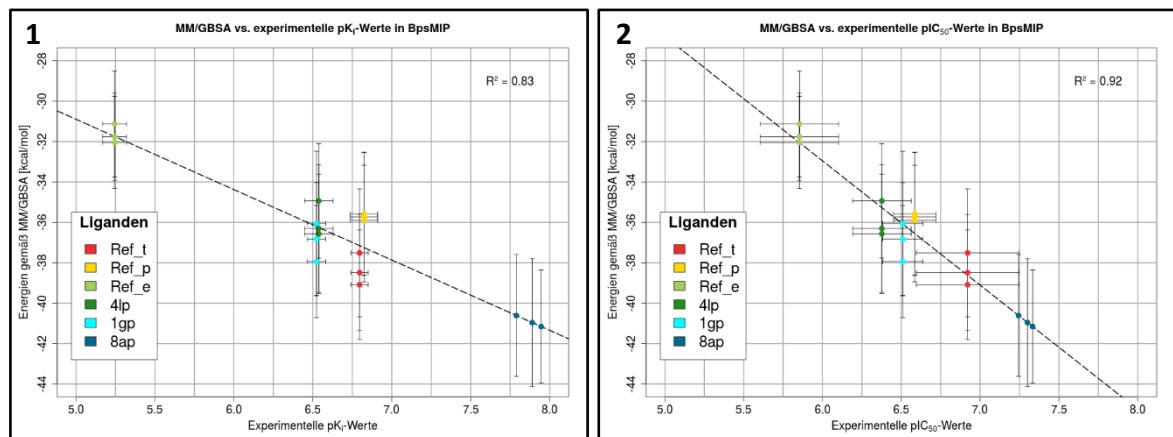 1
MM/GBSA vs. experimentelle pKI-Werte in BpsMIP
R² = 0.83
Energien gemäß MM/GBSA [kcal/mol]
-28
-30
-32
-34
-36
-38
-40
-42
-44
Liganden
Ref_t
Ref_p
Ref_e
4lp
1gp
8ap
5.0 5.5 6.0 6.5 7.0 7.5 8.0
Experimentelle pKI-Werte
2
MM/GBSA vs. experimentelle pIC50-Werte in BpsMIP
R² = 0.92
Energien gemäß MM/GBSA [kcal/mol]
-28
-30
-32
-34
-36
-38
-40
-42
-44
Liganden
Ref_t
Ref_p
Ref_e
4lp
1gp
8ap
5.0 5.5 6.0 6.5 7.0 7.5 8.0
Experimentelle pIC50-Werte